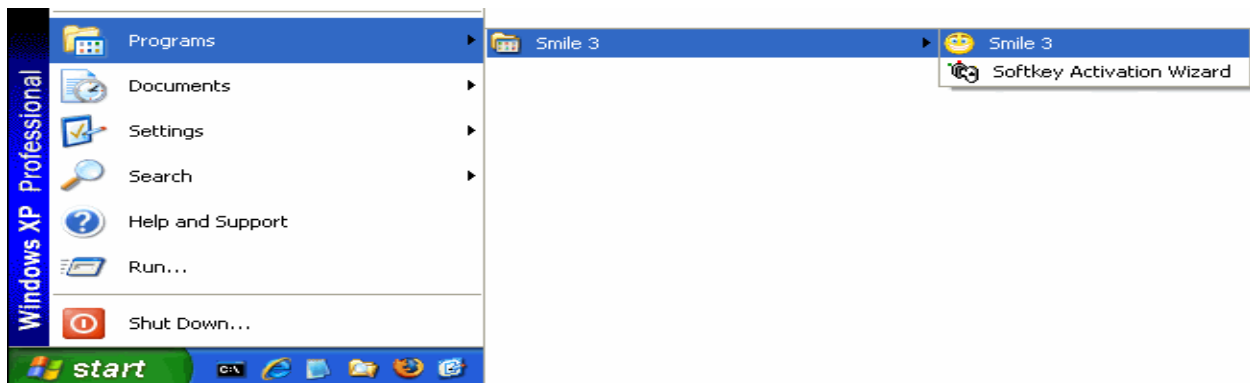 Programs
Smile 3
Smile 3
Softkey Activation Wizard
Documents
Settings
Search
Help and Support
Run...
Shut Down...
Windows XP Professional
start
C:\